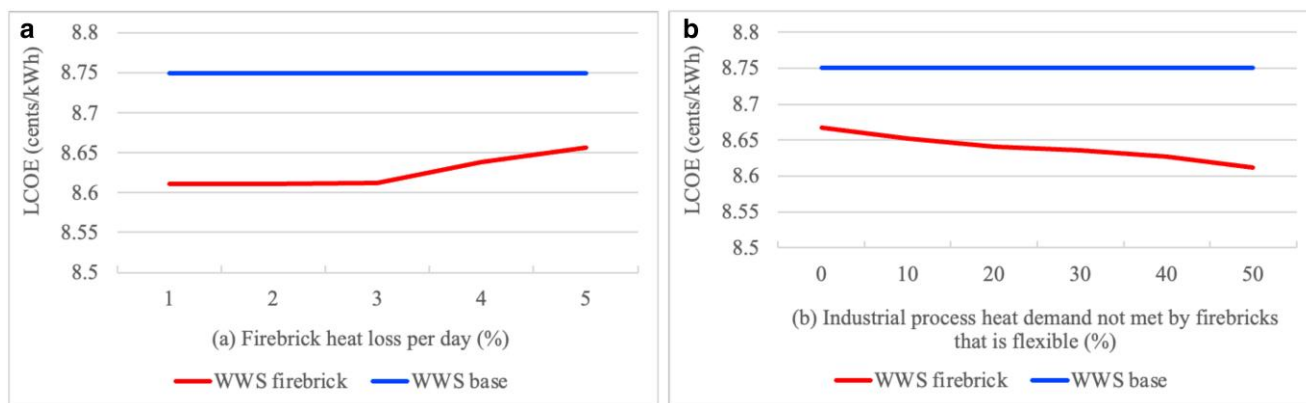 a
LCOE (cents/kWh)
8.8
8.75
8.7
8.65
8.6
8.55
8.5
1 2 3 4 5
(a) Firebrick heat loss per day (%)
WWS firebrick WWS base
b
LCOE (cents/kWh)
8.8
8.75
8.7
8.65
8.6
8.55
8.5
0 10 20 30 40 50
(b) Industrial process heat demand not met by firebricks
that is flexible (%)
WWS firebrick WWS base